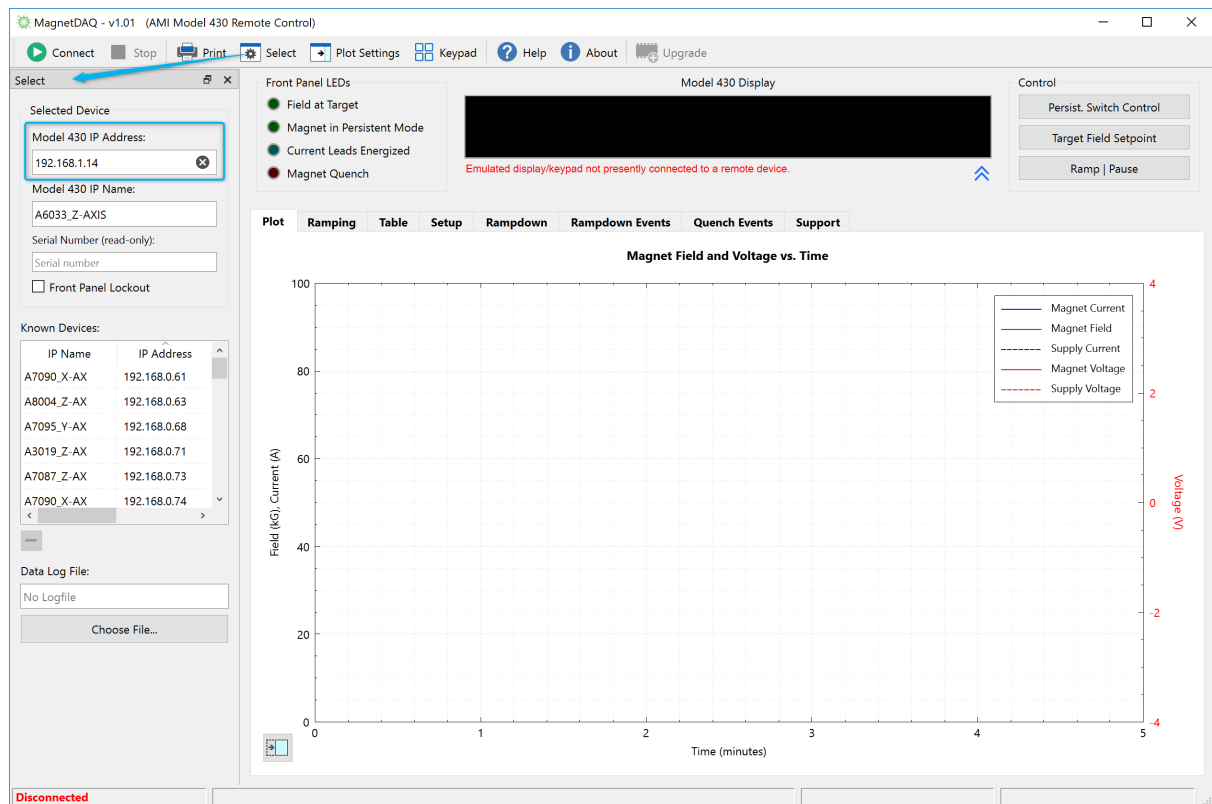 MagnetDAQ - v1.01   (AMI Model 430 Remote Control)
Connect Stop Print Select Plot Settings Keypad Help About Upgrade
Select
Selected Device
Model 430 IP Address:
192.168.1.14
Model 430 IP Name:
A6033_Z-AXIS
Serial Number (read-only):
Serial number
Front Panel Lockout
Known Devices:
IP Name IP Address
A7090_X-AX 192.168.0.61
A8004_Z-AX 192.168.0.63
A7095_Y-AX 192.168.0.68
A3019_Z-AX 192.168.0.71
A7087_Z-AX 192.168.0.73
A7090_X-AX 192.168.0.74
Data Log File:
No Logfile
Choose File...
Front Panel LEDs
Field at Target
Magnet in Persistent Mode
Current Leads Energized
Magnet Quench
Model 430 Display
Emulated display/keypad not presently connected to a remote device.
Control
Persist. Switch Control
Target Field Setpoint
Ramp | Pause
Plot Ramping Table Setup Rampdown Rampdown Events Quench Events Support
Magnet Field and Voltage vs. Time
Magnet Current
Magnet Field
Supply Current
Magnet Voltage
Supply Voltage
Field (kG), Current (A)
100
80
60
40
20
0
Voltage (V)
4
2
0
-2
-4
0 1 2 3 4 5
Time (minutes)
Disconnected